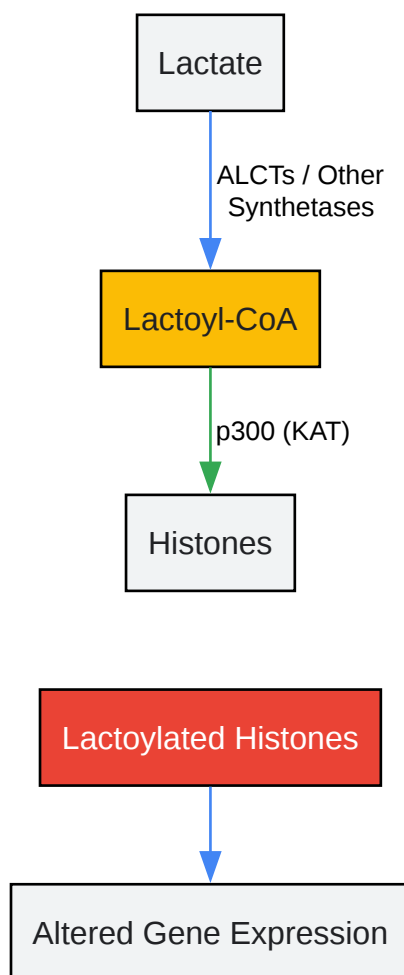 Lactate
ALCTs / Other
Synthetases
Lactoyl-CoA
p300 (KAT)
Histones
Lactoylated Histones
Altered Gene Expression